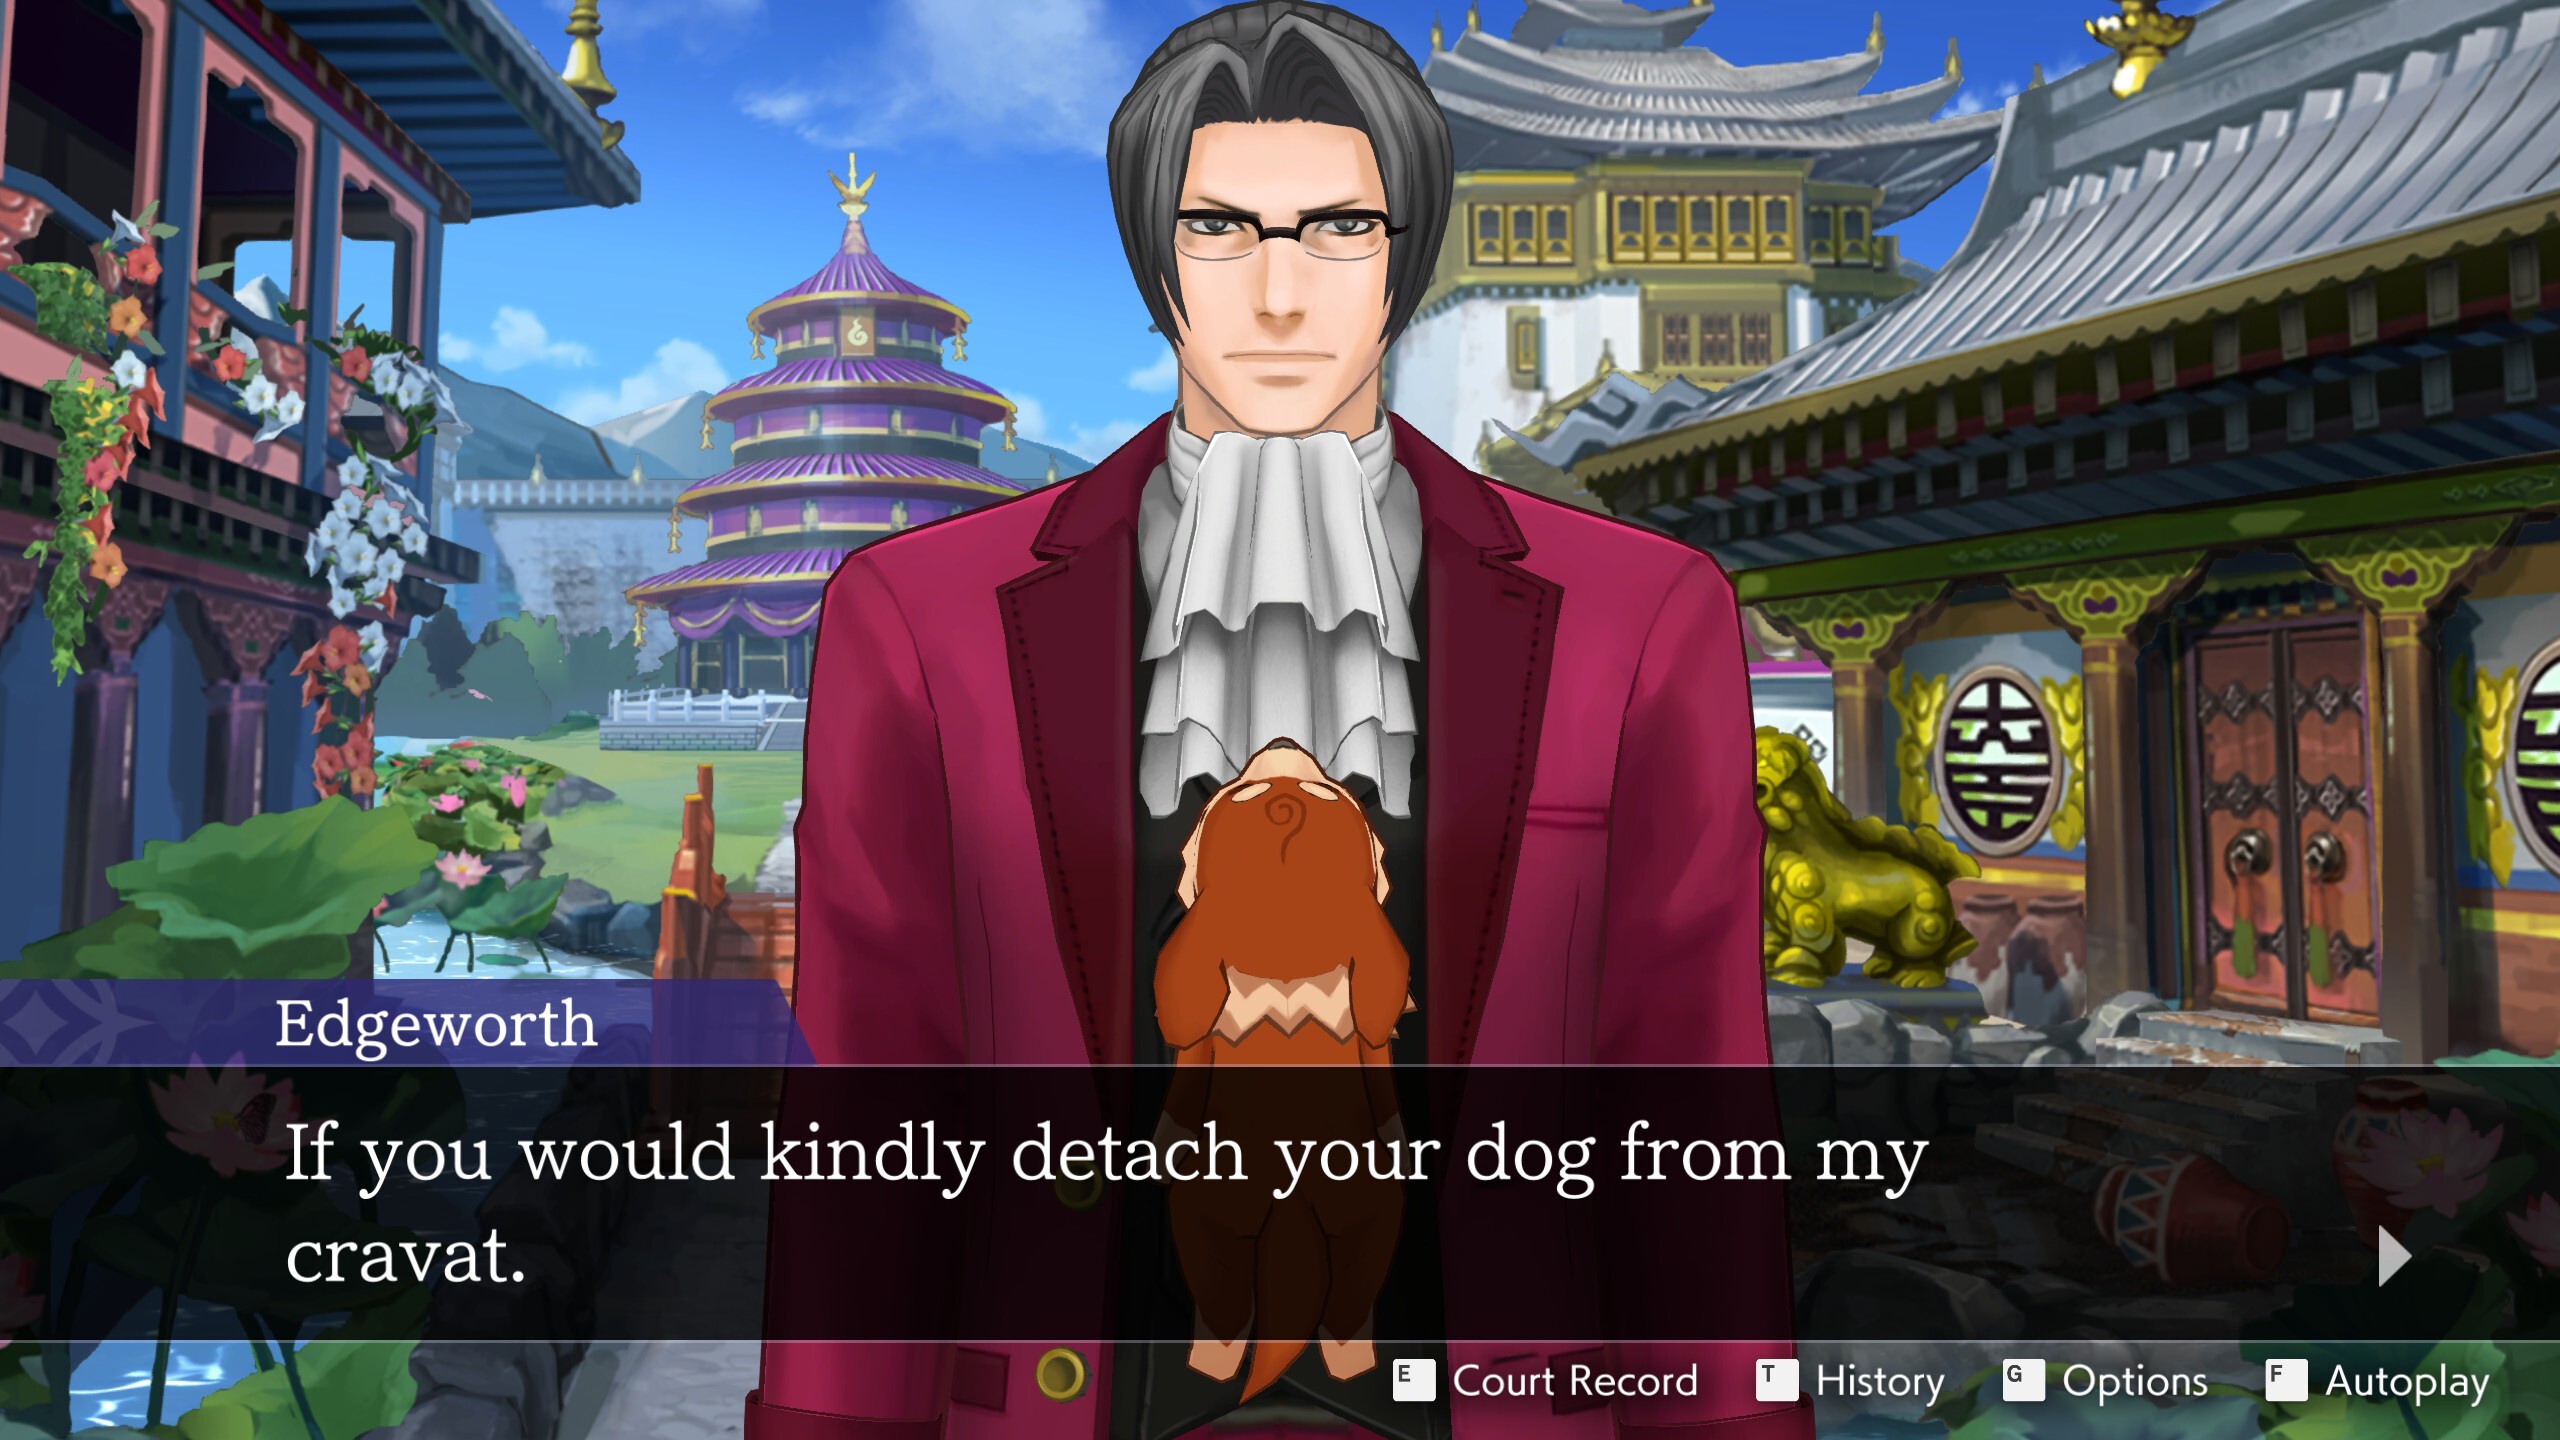 Edgeworth
If you would kindly detach your dog from my
cravat.
E Court Record T History G Options F Autoplay